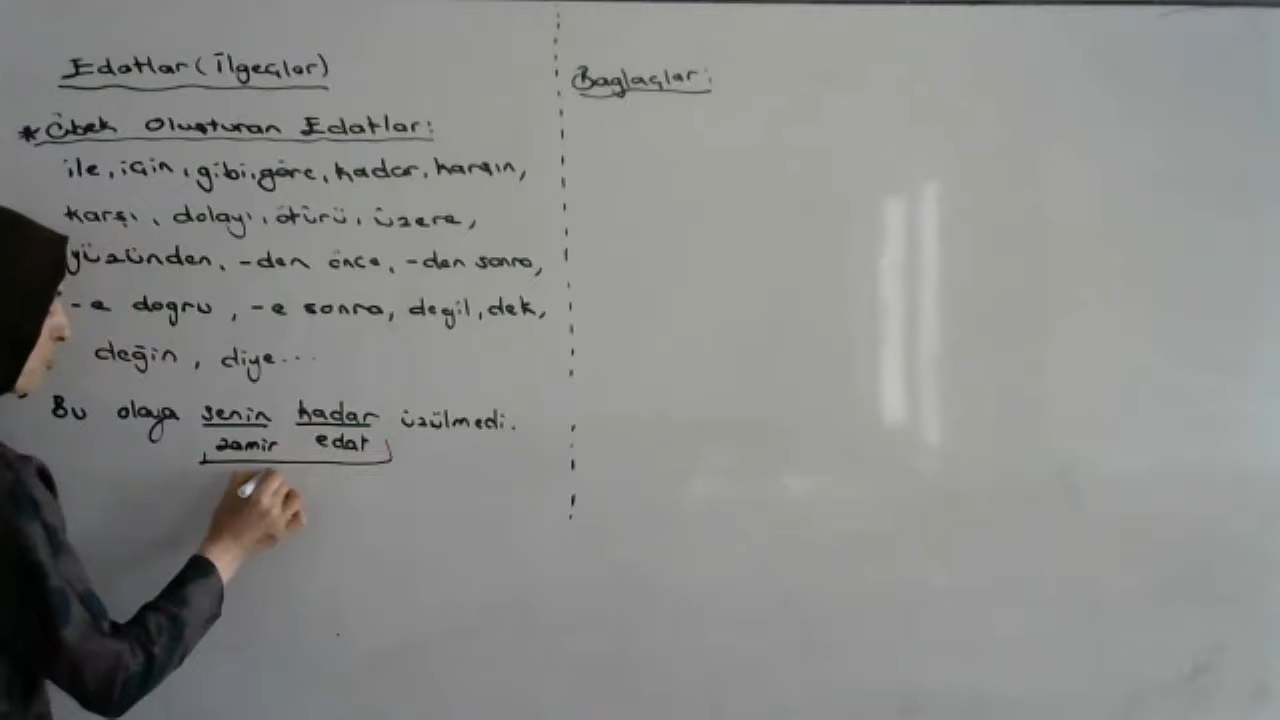 Edatlar (İlgeçler)
* Öbek Oluşturan Edatlar:
ile, için, gibi, göre, kadar, karşın,
karşı, dolayı, ötürü, üzere,
yüzünden, -den önce, -den sonra,
-e doğru, -e sonra, değil, dek,
değin, diye...
Bu olaya senin kadar üzülmedi.
zamir edat
Bağlaçlar: